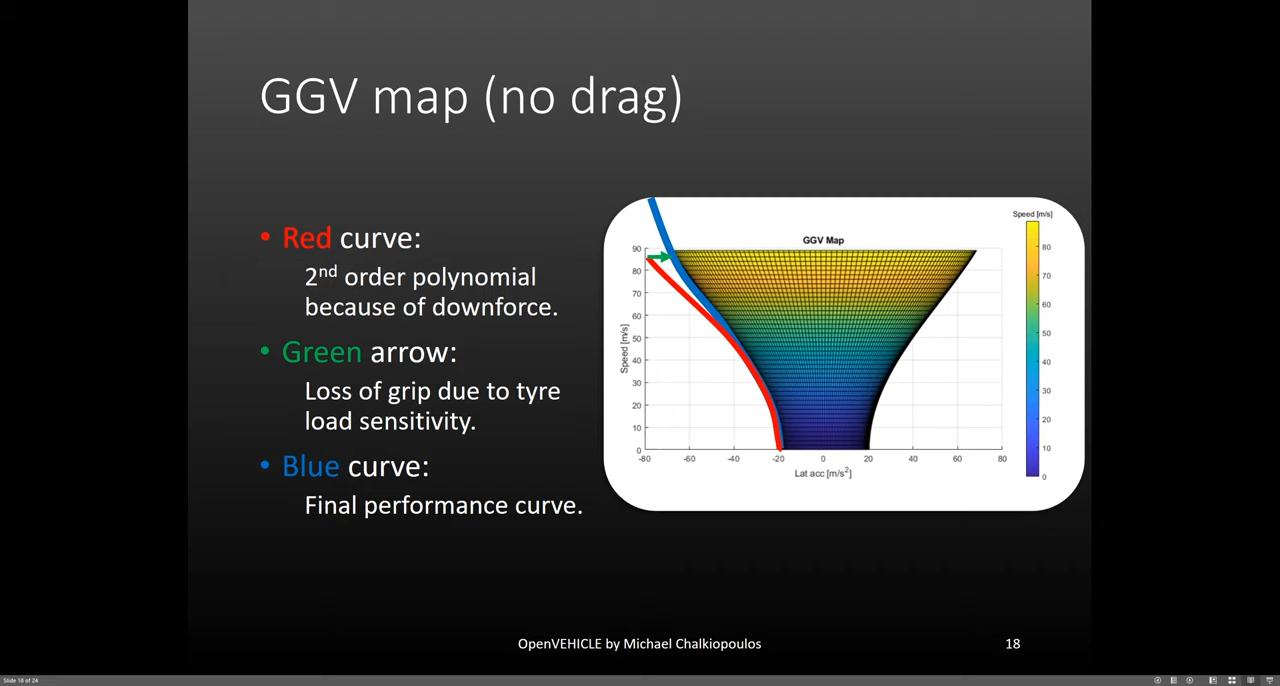 GGV map (no drag)
• Red curve:
2nd order polynomial
because of downforce.
• Green arrow:
Loss of grip due to tyre
load sensitivity.
• Blue curve:
Final performance curve.
GGV Map
Speed [m/s]
90
80
70
60
50
40
30
20
10
0
-80 -60 -40 -20 0 20 40 60 80
Lat acc [m/s2]
Speed [m/s]
80
70
60
50
40
30
20
10
0
OpenVEHICLE by Michael Chalkiopoulos
18
Slide 18 of 24